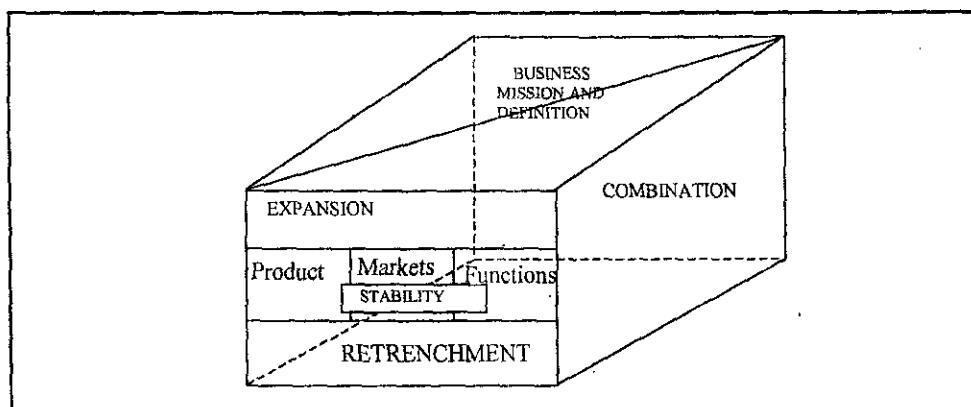 BUSINESS
MISSION AND
DEFINITION
COMBINATION
EXPANSION
Product Markets Functions
STABILITY
RETRENCHMENT